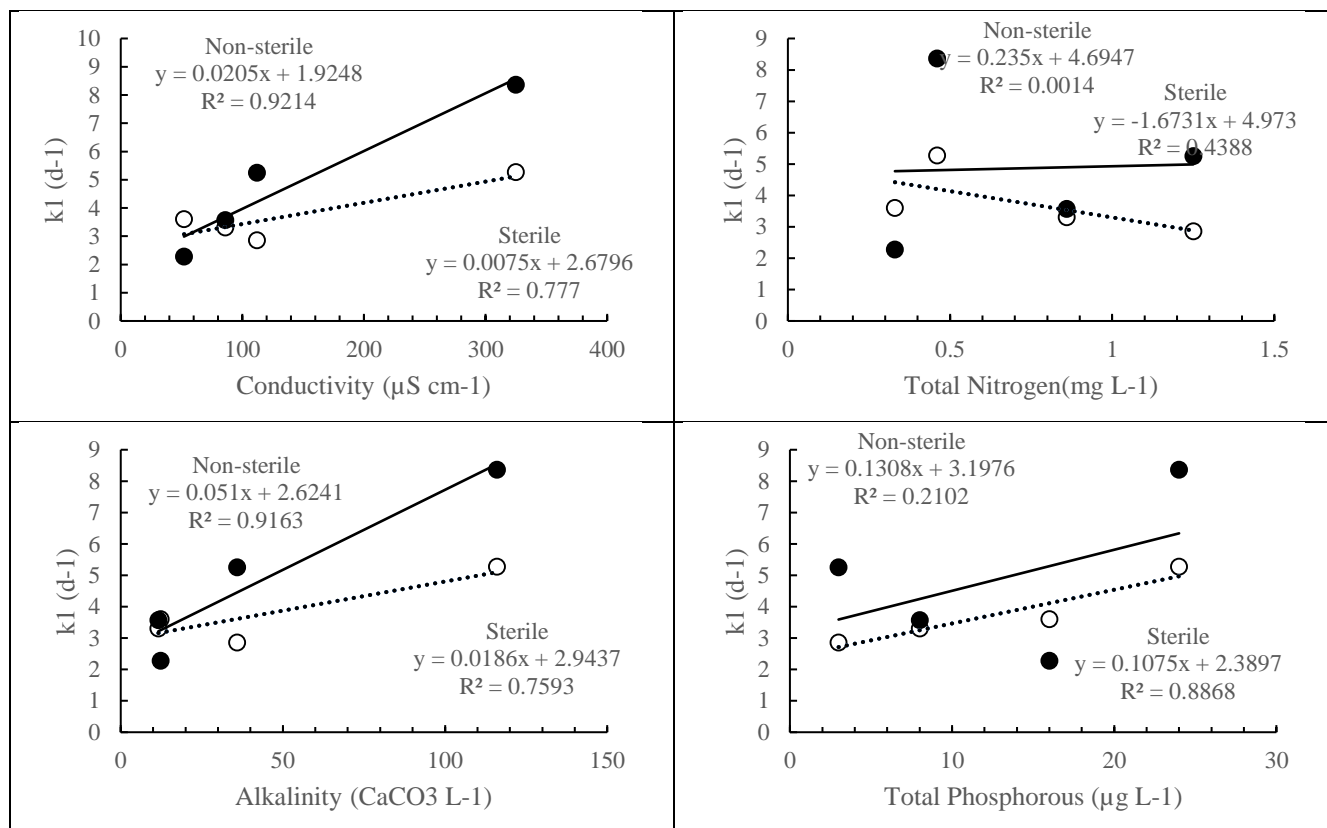 10
9
8
7
6
5
4
3
2
1
0
k1 (d-1)
Non-sterile
y = 0.0205x + 1.9248
R² = 0.9214
Sterile
y = 0.0075x + 2.6796
R² = 0.777
0 100 200 300 400
Conductivity (µS cm-1)
9
8
7
6
5
4
3
2
1
0
k1 (d-1)
Non-sterile
y = 0.235x + 4.6947
R² = 0.0014
Sterile
y = -1.6731x + 4.973
R² = 0.4388
0 0.5 1 1.5
Total Nitrogen(mg L-1)
9
8
7
6
5
4
3
2
1
0
k1 (d-1)
Non-sterile
y = 0.051x + 2.6241
R² = 0.9163
Sterile
y = 0.0186x + 2.9437
R² = 0.7593
0 50 100 150
Alkalinity (CaCO3 L-1)
9
8
7
6
5
4
3
2
1
0
k1 (d-1)
Non-sterile
y = 0.1308x + 3.1976
R² = 0.2102
Sterile
y = 0.1075x + 2.3897
R² = 0.8868
0 10 20 30
Total Phosphorous (µg L-1)